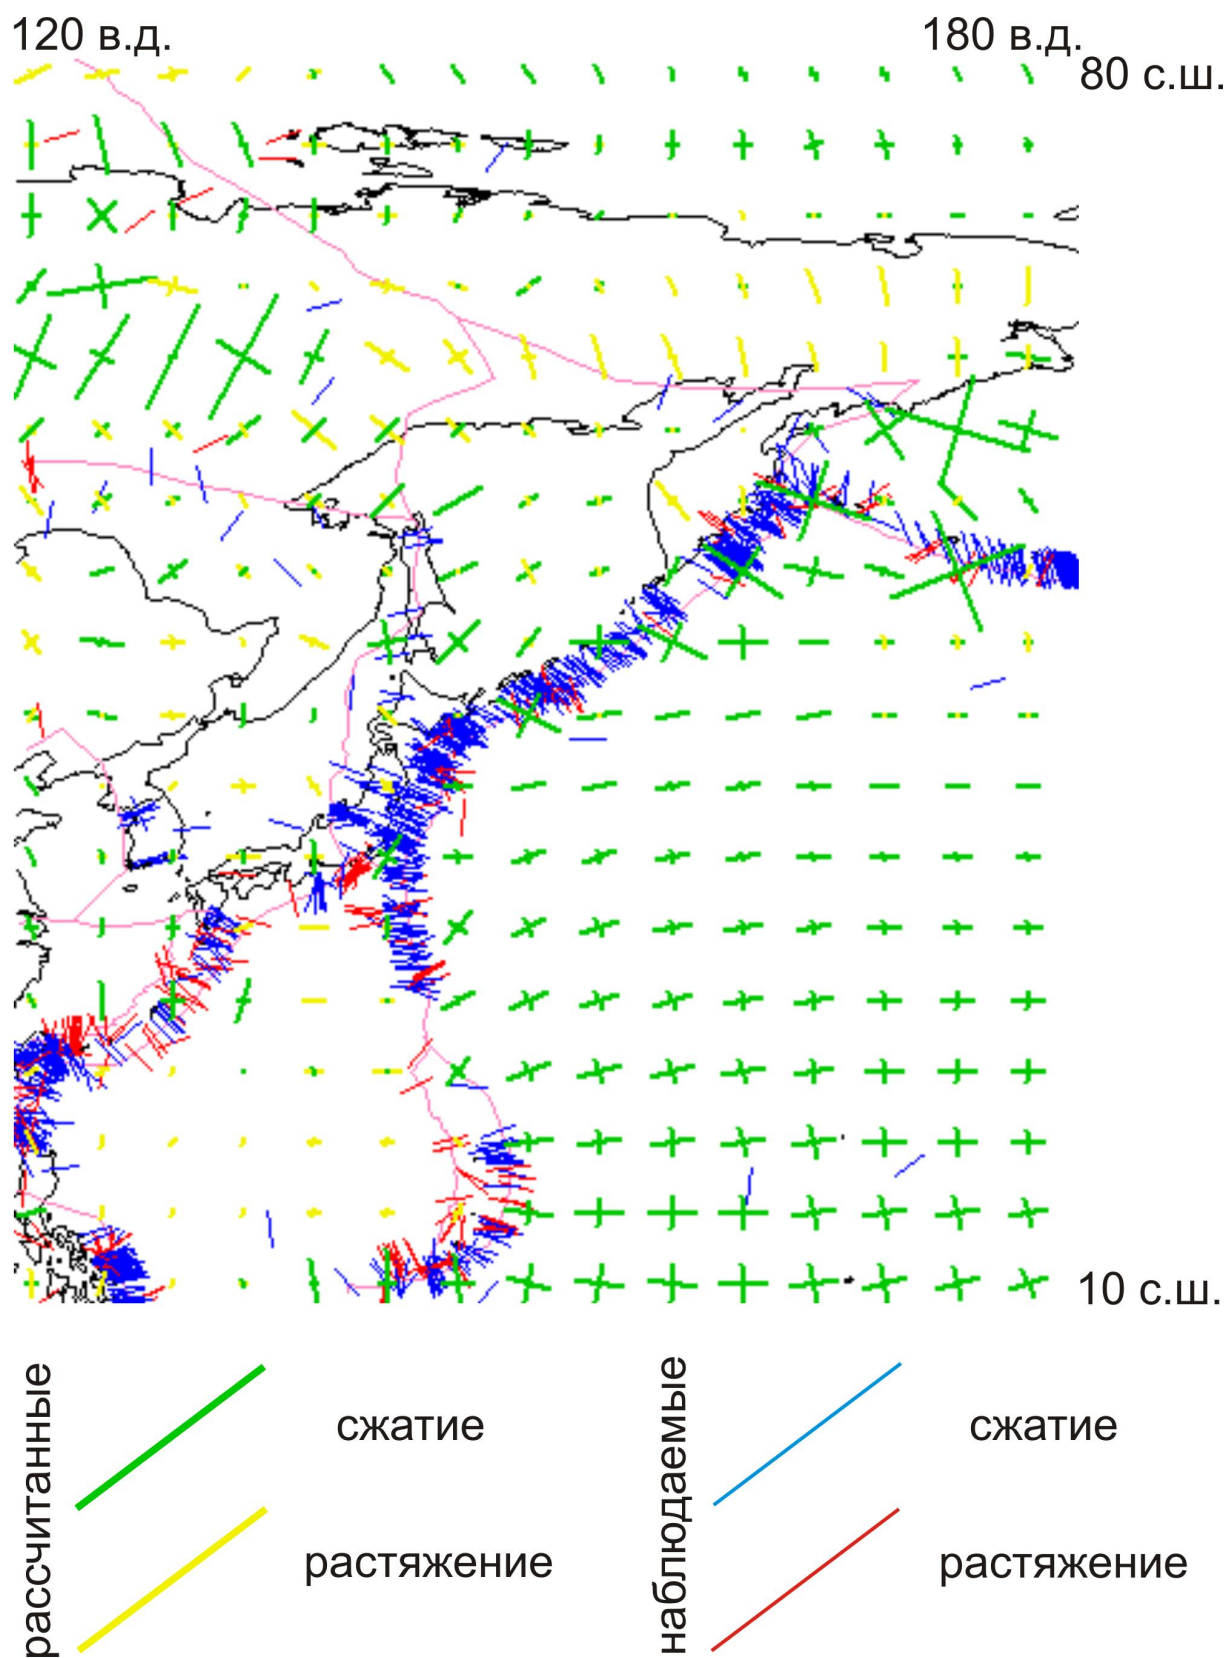 120 в.д.
180 в.д.
80 с.ш.
10 с.ш.
рассчитанные
сжатие
растяжение
наблюдаемые
сжатие
растяжение